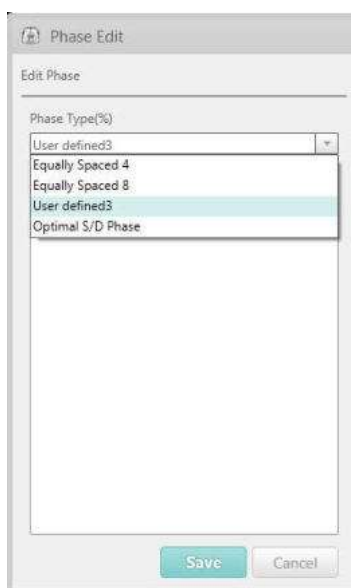 Phase Edit
Edit Phase
Phase Type(%)
User defined3
Equally Spaced 4
Equally Spaced 8
User defined3
Optimal S/D Phase
Save
Cancel